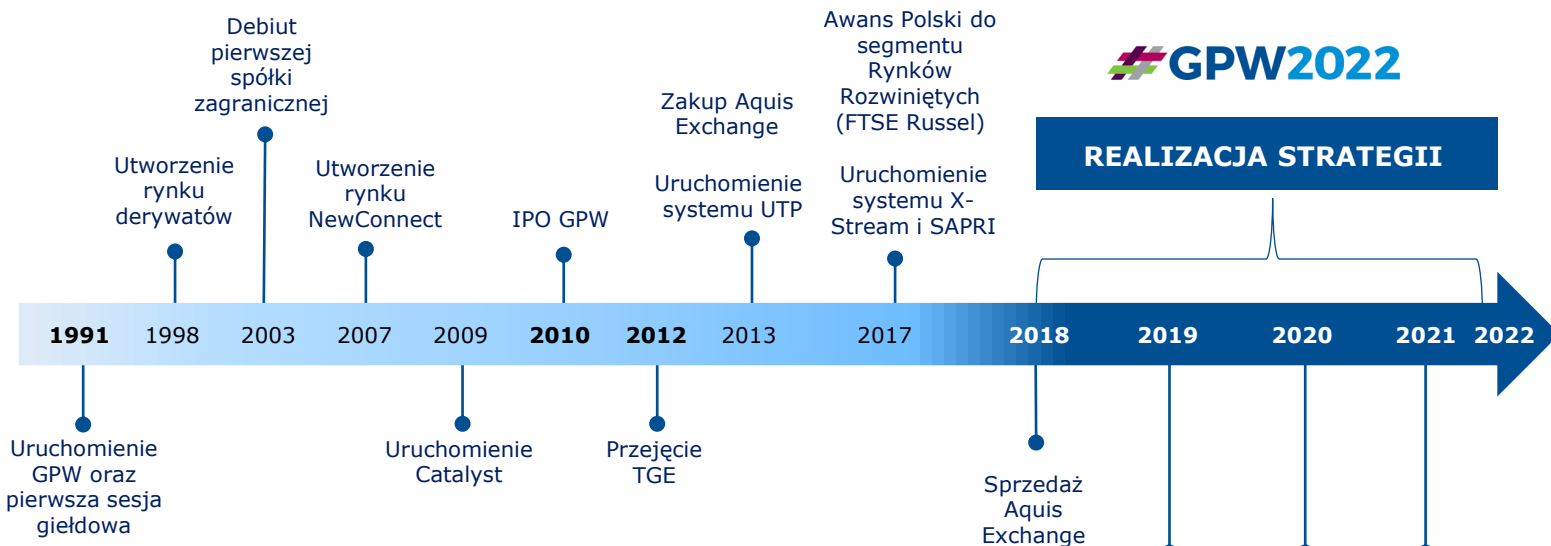 Debiut
pierwszej
spółki
zagranicznej
Awans Polski do
segmentu
Rynków
Rozwiniętych
(FTSE Russel)
#GPW2022
Zakup Aquis
Exchange
REALIZACJA STRATEGII
Utworzenie
rynku
derywatów
Utworzenie
rynku
NewConnect
IPO GPW
Uruchomienie
systemu UTP
Uruchomienie
systemu X-
Stream i SAPRI
1991 1998 2003 2007 2009 2010 2012 2013 2017 2018 2019 2020 2021 2022
Uruchomienie
GPW oraz
pierwsza sesja
giełdowa
Uruchomienie
Catalyst
Przejęcie
TGE
Sprzedaż
Aquis
Exchange